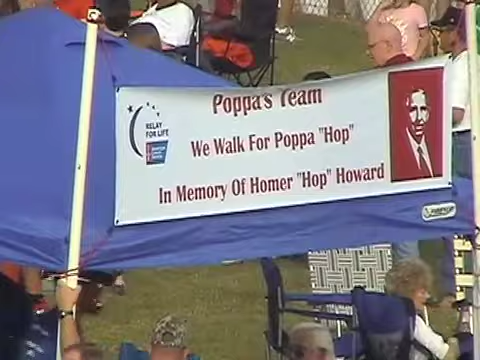 Poppa's Team
RELAY
FOR LIFE
We Walk For Poppa "Hop"
In Memory Of Homer "Hop" Howard